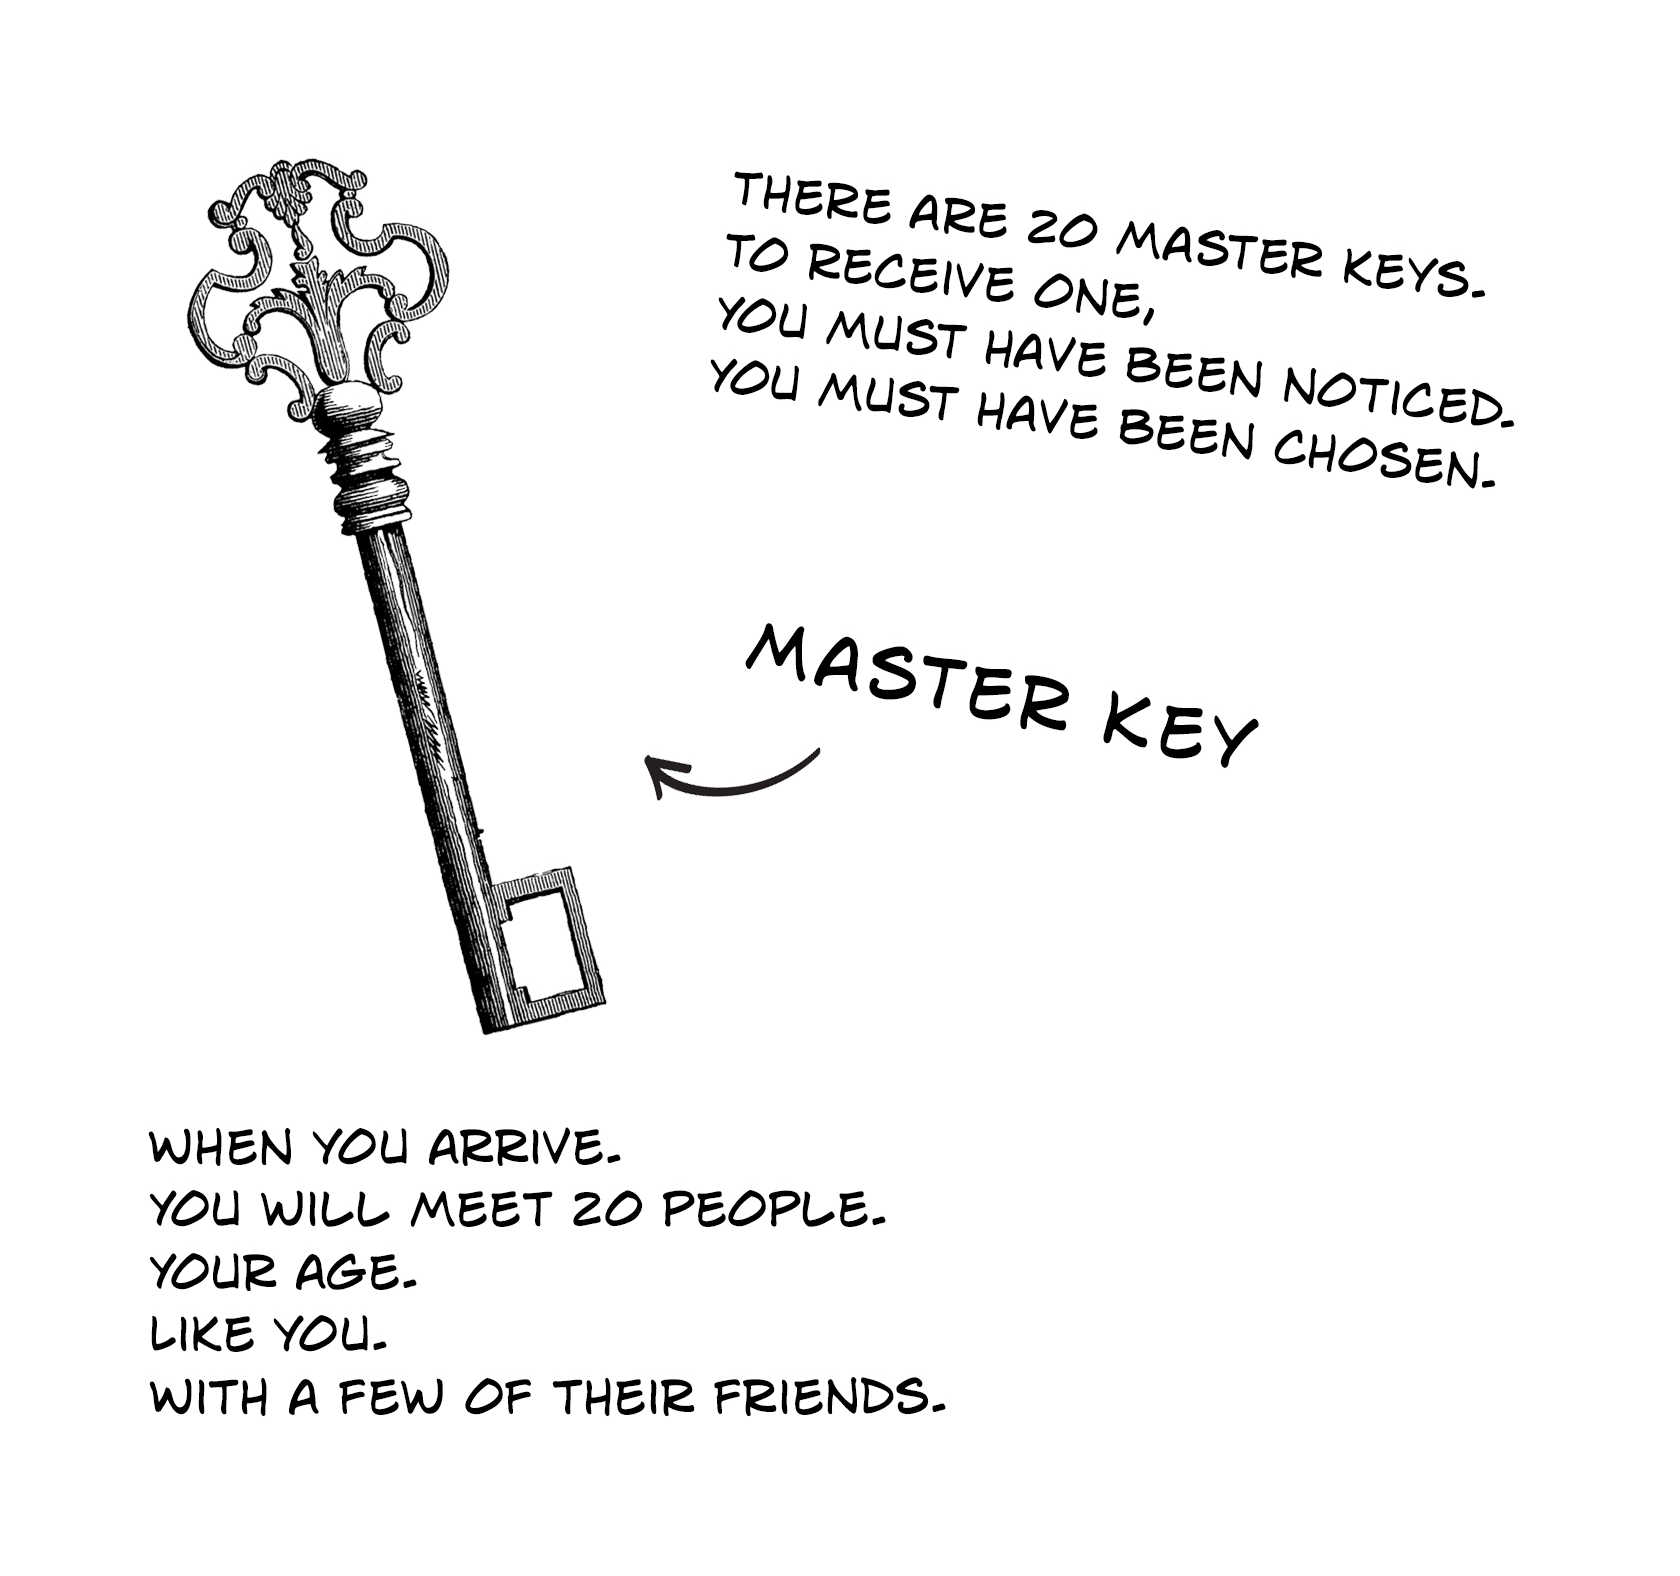 THERE ARE 20 MASTER KEYS.
TO RECEIVE ONE,
YOU MUST HAVE BEEN NOTICED.
YOU MUST HAVE BEEN CHOSEN.
MASTER KEY
WHEN YOU ARRIVE.
YOU WILL MEET 20 PEOPLE.
YOUR AGE.
LIKE YOU.
WITH A FEW OF THEIR FRIENDS.